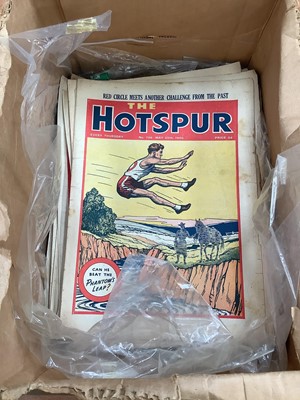 RED CIRCLE MEETS ANOTHER CHALLENGE FROM THE PAST
THE
HOTSPUR
EVERY THURSDAY
CAN HE
BEAT THE
PHANTOM'S
LEAP?